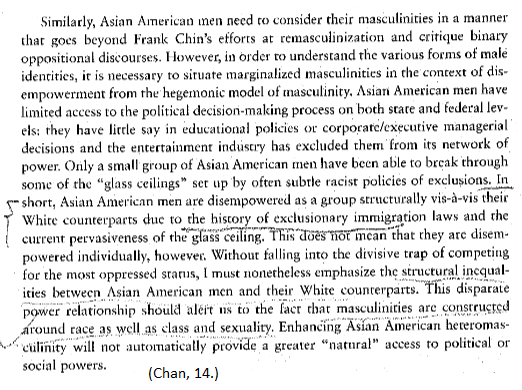 Similarly, Asian American men need to consider their masculinities in a manner
that goes beyond Frank Chin's efforts at remasculinization and critique binary
oppositional discourses. However, in order to understand the various forms of male
identities, it is necessary to situate marginalized masculinities in the context of dis-
empowerment from the hegemonic model of masculinity. Asian American men have
limited access to the political decision-making process on both state and federal lev-
els; they have little say in educational policies or corporate/executive managerial
decisions and the entertainment industry has excluded them from its network of
power. Only a small group of Asian American men have been able to break through
some of the "glass ceilings" set up by often subtle racist policies of exclusions. In
short, Asian American men are disempowered as a group structurally vis-à-vis their
White counterparts due to the history of exclusionary immigration laws and the
current pervasiveness of the glass ceiling. This does not mean that they are disem-
powered individually, however. Without falling into the divisive trap of competing
for the most oppressed status, I must nonetheless emphasize the structural inequal-
ities between Asian American men and their White counterparts. This disparate
power relationship should alert us to the fact that masculinities are constructed
around race as well as class and sexuality. Enhancing Asian American heteromas-
culinity will not automatically provide a greater "natural" access to political or
social powers.
(Chan, 14.)